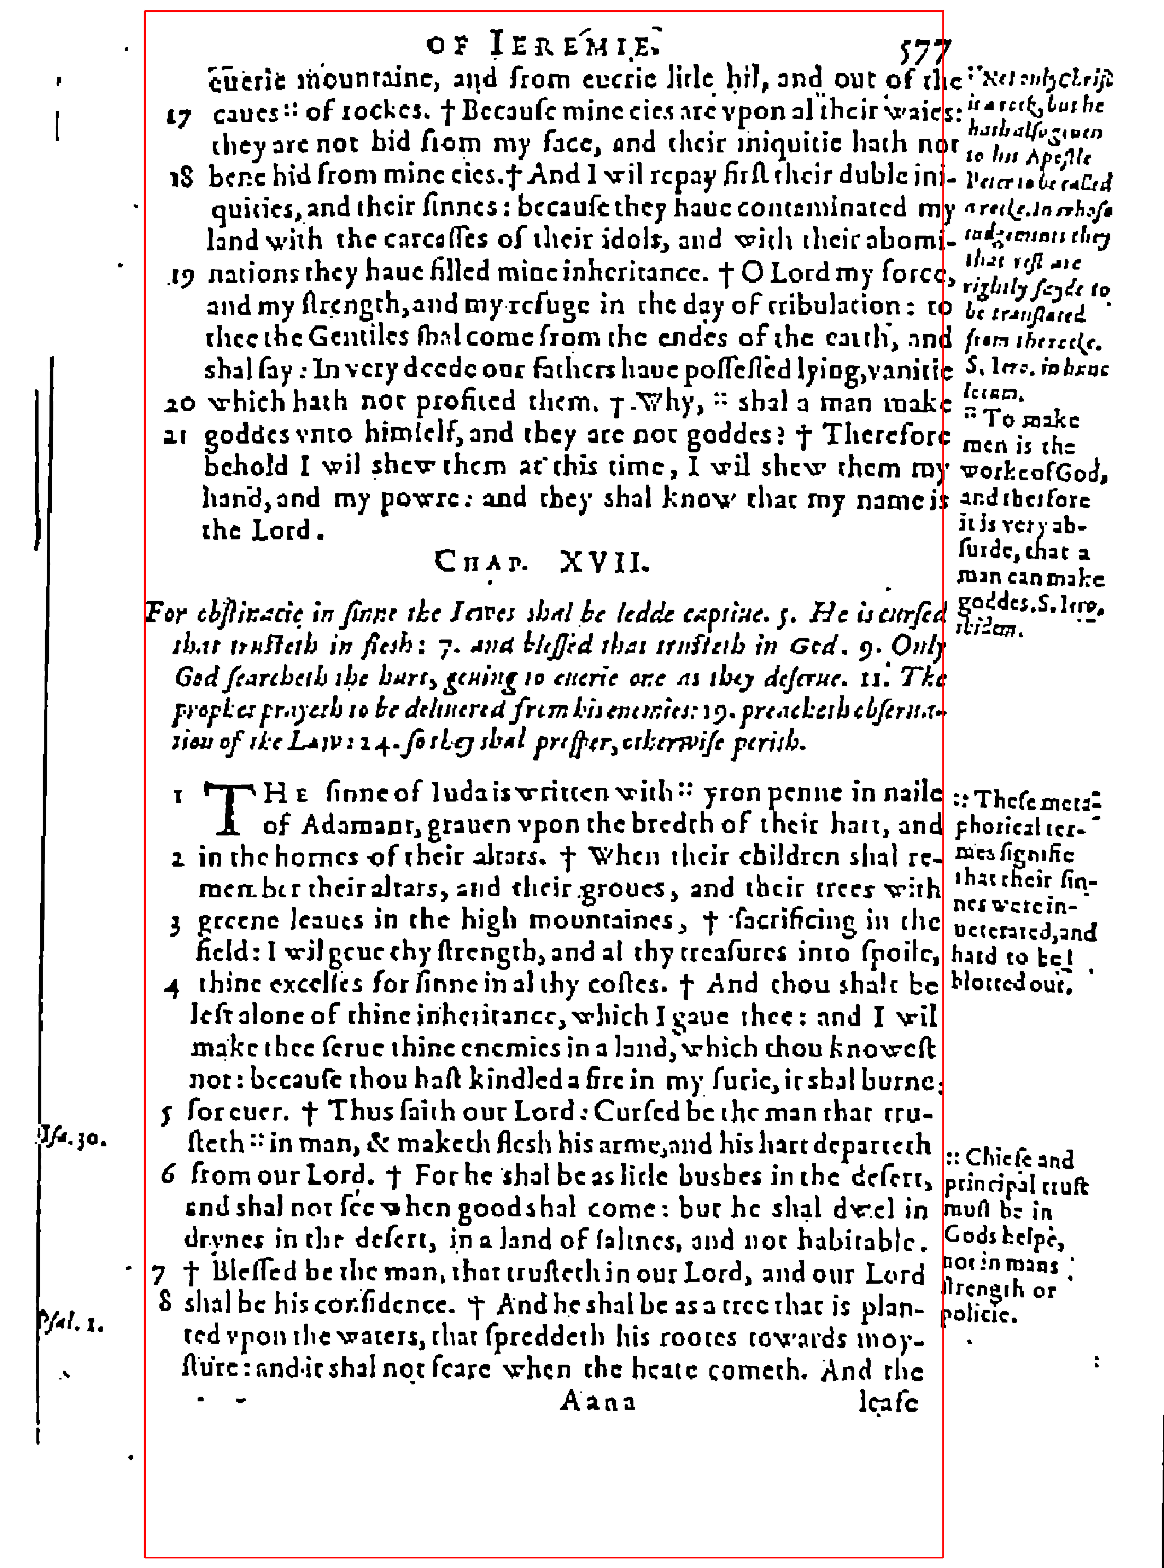 OF IEREMIE.
577
euerie mountaine, and from euerie litle hil, and out of the
17 caues :: of rockes. † Becauſe mine eies are vpon al their waies:
they are not hid from my face, and their iniquitie hath not
18 bene hid from mine eies. † And I wil repay firſt their duble ini-
quities, and their ſinnes: becauſe they haue contaminated my
land with the carcaſſes of their idols, and with their abomi-
19 nations they haue filled mine inheritance. † O Lord my force,
and my ſtrength, and my refuge in the day of tribulation: to
thee the Gentiles ſhal come from the endes of the earth, and
shal ſay: In very deede our fathers haue poſſeſſed lying, vanitie
20 which hath not profited them. † Why, :: shal a man make
21 goddes vnto himſelf, and they are not goddes? † Therefore
behold I wil shew them at this time, I wil shew them my
hand, and my powre: and they shal know that my name is
the Lord.
CHAP. XVII.
For obſtinacie in ſinne the Iewes shal be ledde captiue. 5. He is curſed
that truſteth in flesh: 7. and bleſſed that truſteth in God. 9. Only
God ſearcheth the hart, geuing to euerie one as they deſerue. 11. The
prophet prayeth to be deliuered from his enemies: 19. preacheth obſerua-
tion of the Law: 24. ſo they shal proſper, otherwiſe perish.
1 THE ſinne of Iuda is written with :: yron penne in naile
of Adamant, grauen vpon the bredth of their hart, and
2 in the hornes of their altars. † When their children shal re-
member their altars, and their groues, and their trees with
3 greene leaues in the high mountaines, † ſacrificing in the
field: I wil geue thy ſtrength, and al thy treaſures into ſpoile,
4 thine excelſes for ſinne in al thy coſtes. † And thou shalt be
left alone of thine inheritance, which I gaue thee: and I wil
make thee ſerue thine enemies in a land, which thou knoweſt
not: becauſe thou haſt kindled a fire in my furie, it shal burne
5 for euer. † Thus ſaith our Lord: Curſed be the man that tru-
ſteth :: in man, & maketh flesh his arme, and his hart departeth
6 from our Lord. † For he shal be as litle bushes in the deſert,
and shal not ſee when good shal come: but he shal dwel in
drynes in the deſert, in a land of ſaltnes, and not habitable.
7 † Bleſſed be the man, that truſteth in our Lord, and our Lord
8 shal be his confidence. † And he shal be as a tree that is plan-
ted vpon the waters, that ſpreddeth his rootes towards moy-
ſture: and it shal not feare when the heate cometh. And the
Aaaa
leafe
:: Not only Chriſt
is a rock, but he
hath alſo giuen
to his Apoſtle
Peter to be called
a rocke. In whoſe
iudgements they
that reſt are
rightly ſayde to
be tranſlated
from the rocke.
S. Iero. in hunc
locum.
:: To make
men is the
worke of God,
and therfore
it is very ab-
ſurde, that a
man can make
goddes. S. Iero.
ibidem.
:: Theſe meta-
phorical ter-
mes ſignifie
that their ſin-
nes were in-
ueterated, and
hard to be
blotted out.
:: Chiefe and
principal truſt
muſt be in
Gods helpe,
not in mans
ſtrength or
policie.
Iſa. 30.
Pſal. 1.